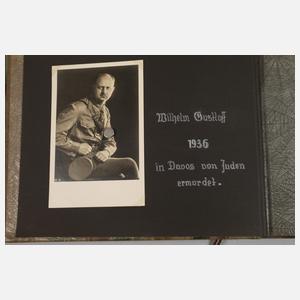 Wilhelm Gustloff
1936
in Davos von Juden
ermordet.